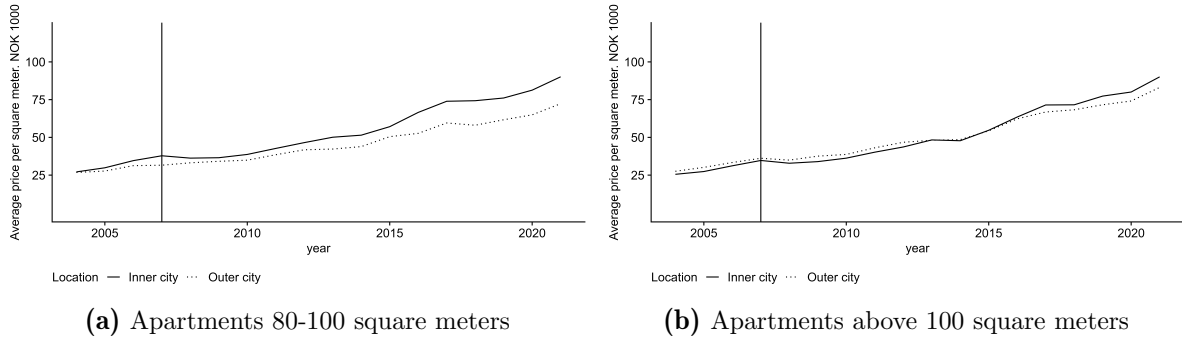 Average price per square meter. NOK 1000
100
75
50
25
2005 2010 2015 2020
year
Location Inner city Outer city
(a) Apartments 80-100 square meters
Average price per square meter. NOK 1000
100
75
50
25
2005 2010 2015 2020
year
Location Inner city Outer city
(b) Apartments above 100 square meters